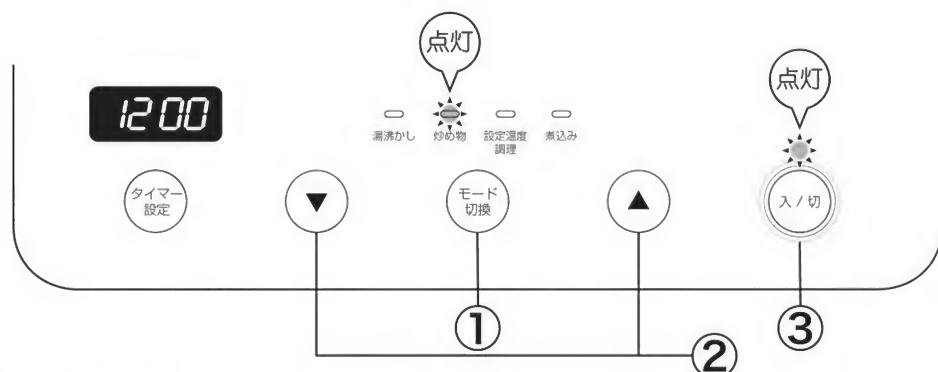 点灯
点灯
1200
湯沸かし
炒め物
設定温度
調理
煮込み
タイマー
設定
▼
モード
切換
▲
入/切
①
②
③